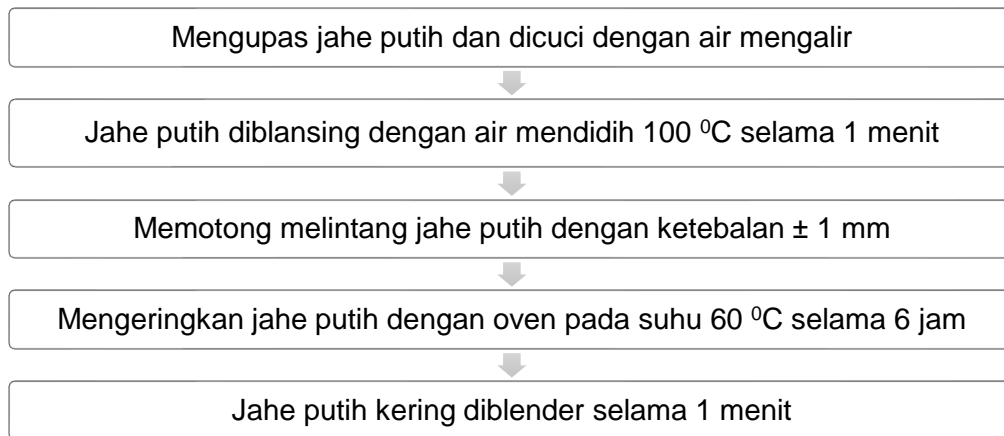 Mengupas jahe putih dan dicuci dengan air mengalir
Jahe putih diblansing dengan air mendidih 100 ⁰C selama 1 menit
Memotong melintang jahe putih dengan ketebalan ± 1 mm
Mengeringkan jahe putih dengan oven pada suhu 60 ⁰C selama 6 jam
Jahe putih kering diblender selama 1 menit